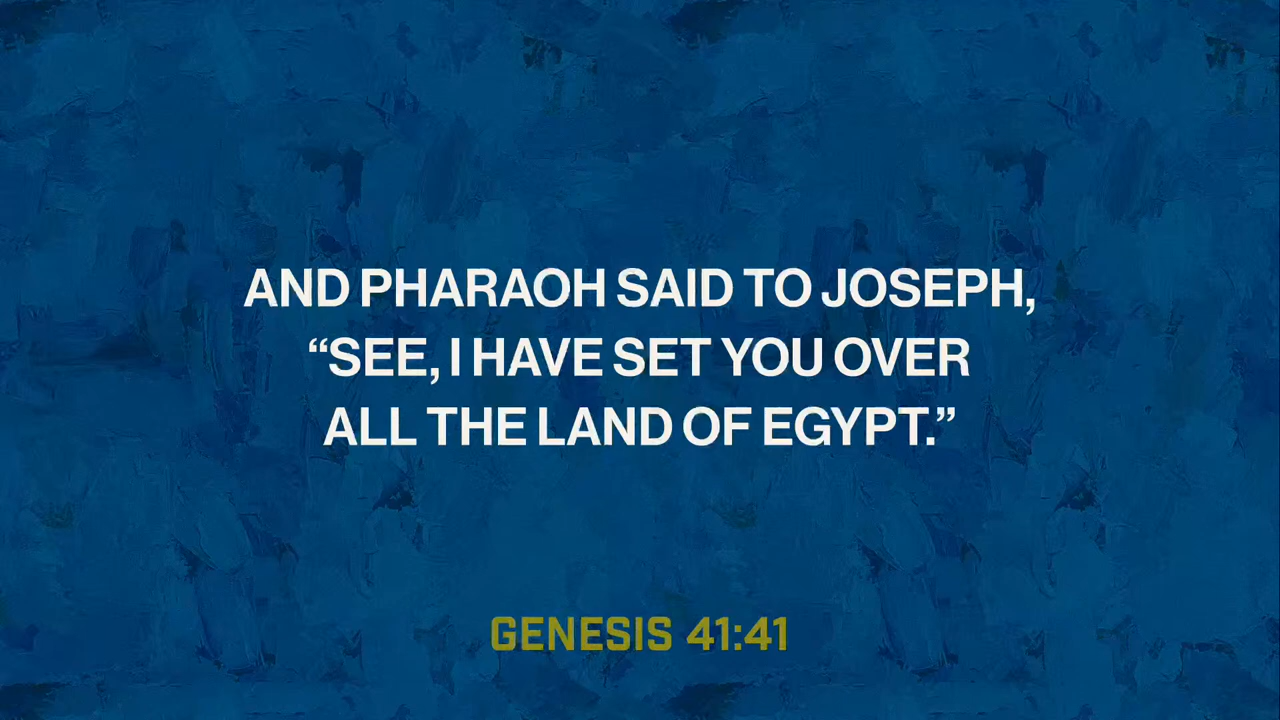 AND PHARAOH SAID TO JOSEPH,
“SEE, I HAVE SET YOU OVER
ALL THE LAND OF EGYPT.”
GENESIS 41:41